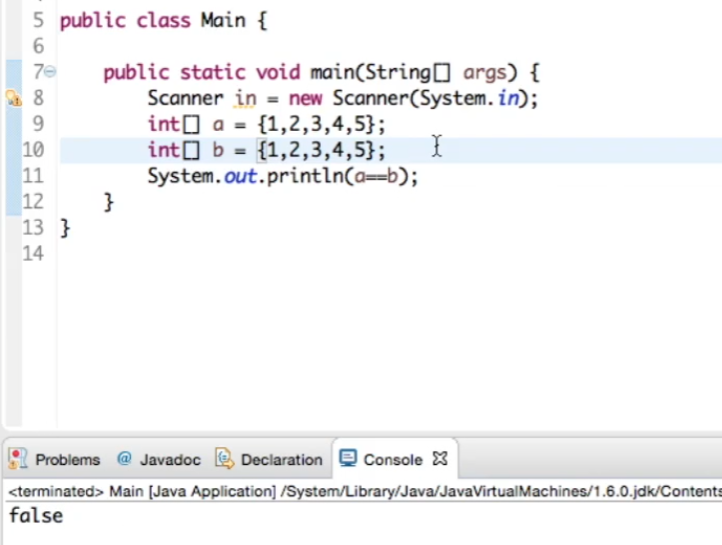 5 public class Main {
6
7 public static void main(String[] args) {
8 Scanner in = new Scanner(System.in);
9 int[] a = {1,2,3,4,5};
10 int[] b = {1,2,3,4,5};
11 System.out.println(a==b);
12 }
13 }
14
Problems @ Javadoc Declaration Console
<terminated> Main [Java Application] /System/Library/Java/JavaVirtualMachines/1.6.0.jdk/Contents
false